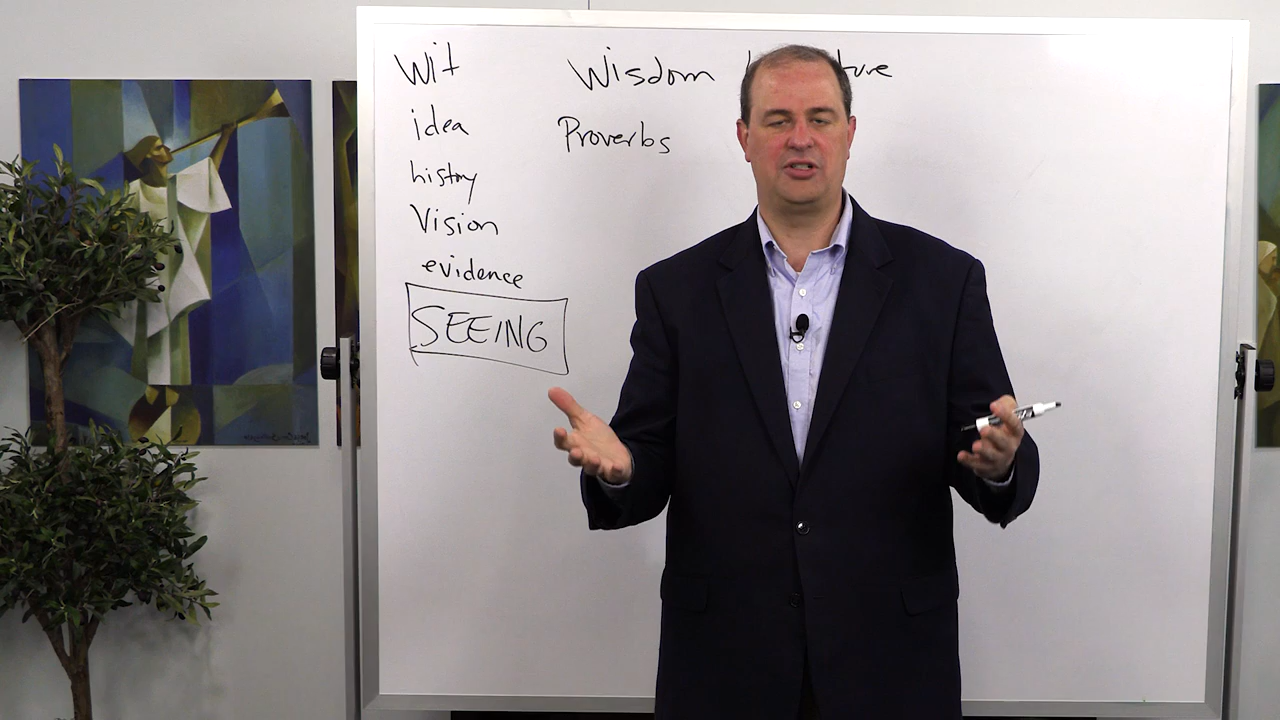 Wit
idea
history
Vision
evidence
SEEING
Wisdom
Proverbs